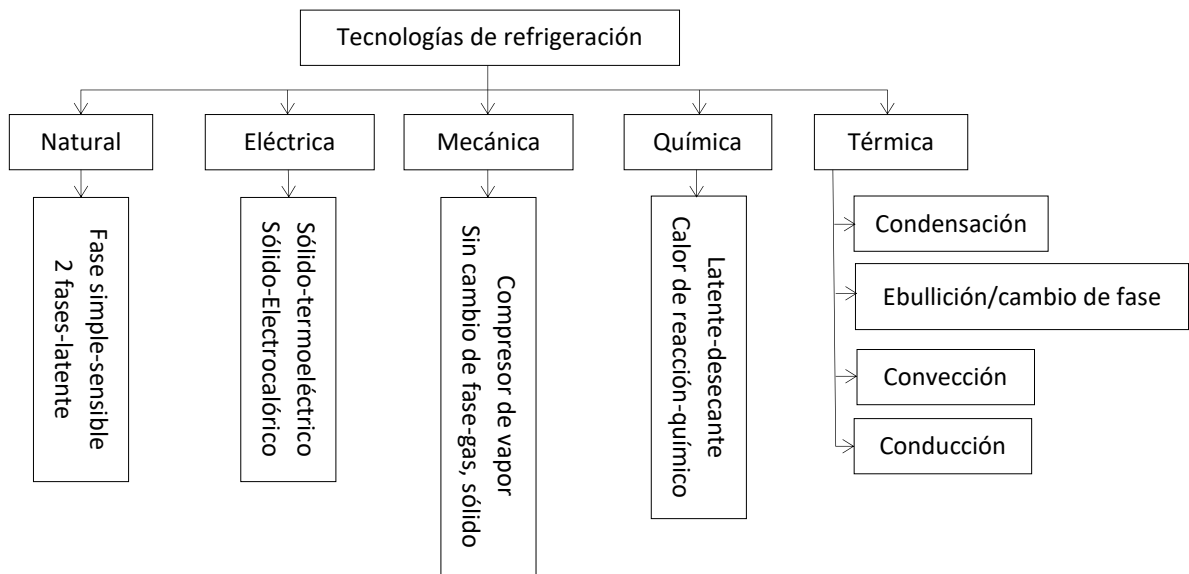 Tecnologías de refrigeración
Natural
Eléctrica
Mecánica
Química
Térmica
Fase simple-sensible
2 fases-latente
Sólido-termoeléctrico
Sólido-Electrocalórico
Compresor de vapor
Sin cambio de fase-gas, sólido
Latente-desecante
Calor de reacción-químico
Condensación
Ebullición/cambio de fase
Convección
Conducción